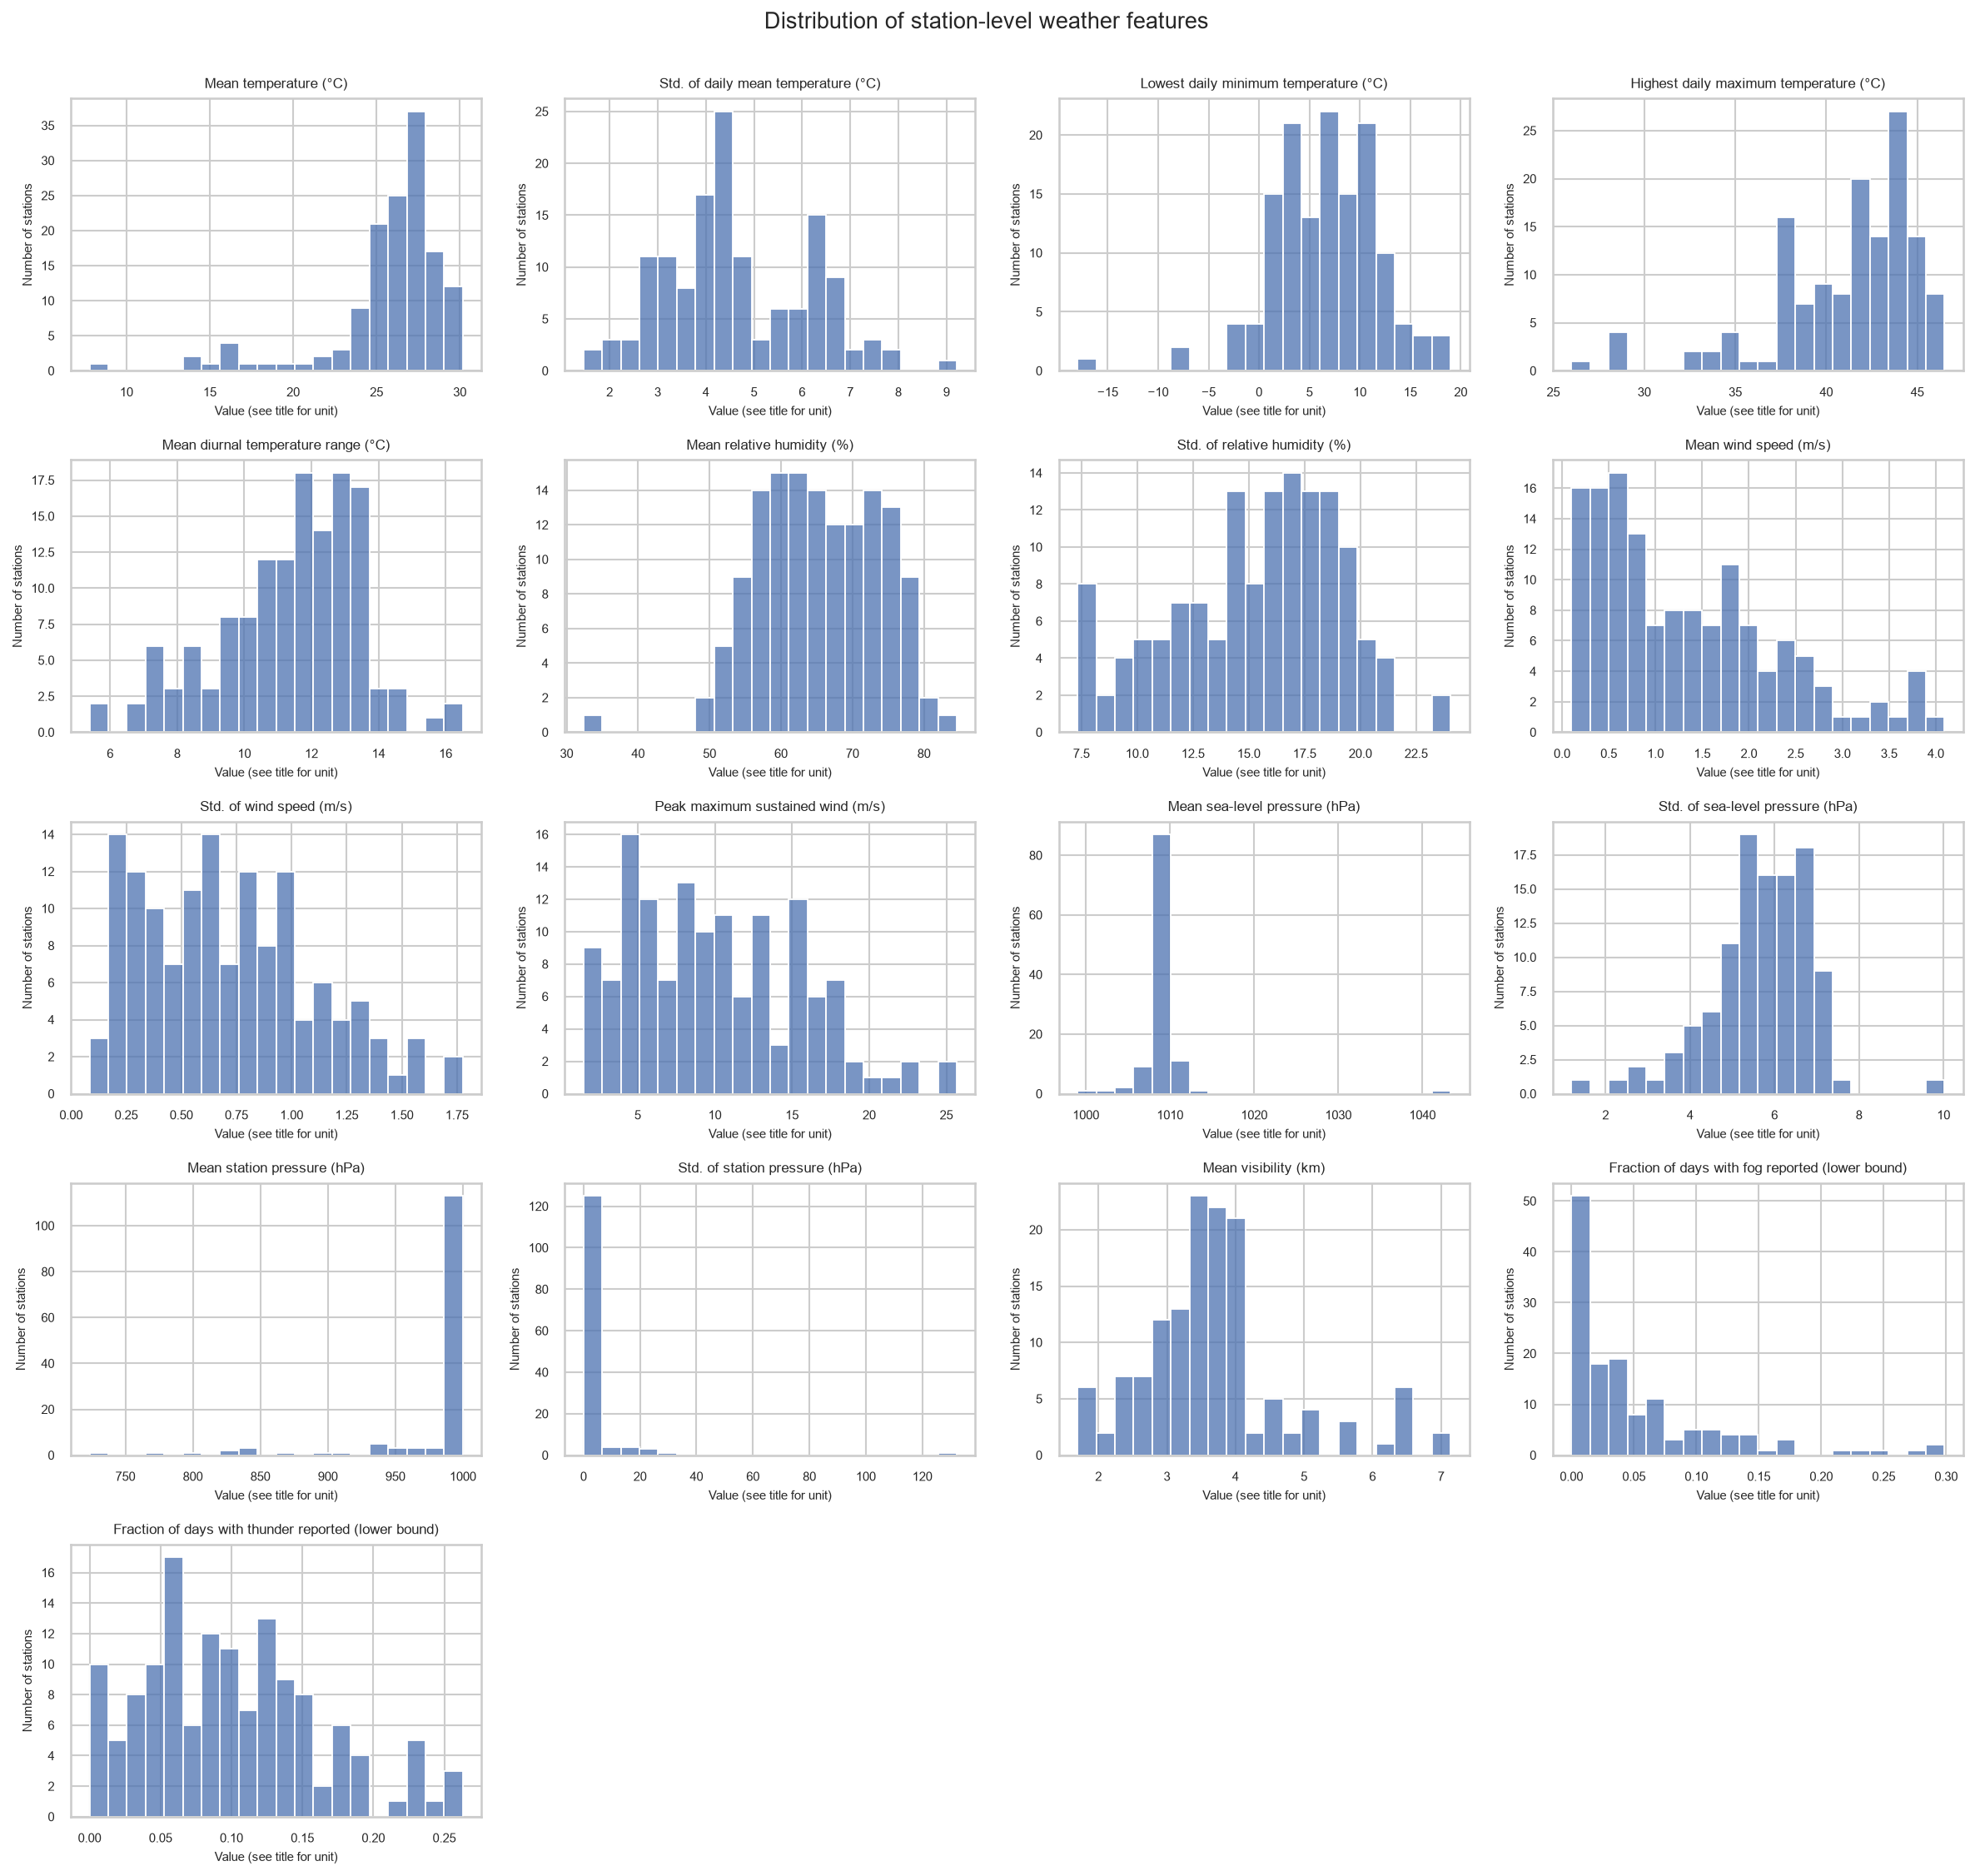 Distribution of station-level weather features
Mean temperature (°C)
Number of stations
35
30
25
20
15
10
5
0
10 15 20 25 30
Value (see title for unit)
Std. of daily mean temperature (°C)
Number of stations
25
20
15
10
5
0
2 3 4 5 6 7 8 9
Value (see title for unit)
Lowest daily minimum temperature (°C)
Number of stations
20
15
10
5
0
−15 −10 −5 0 5 10 15 20
Value (see title for unit)
Highest daily maximum temperature (°C)
Number of stations
25
20
15
10
5
0
25 30 35 40 45
Value (see title for unit)
Mean diurnal temperature range (°C)
Number of stations
17.5
15.0
12.5
10.0
7.5
5.0
2.5
0.0
6 8 10 12 14 16
Value (see title for unit)
Mean relative humidity (%)
Number of stations
14
12
10
8
6
4
2
0
30 40 50 60 70 80
Value (see title for unit)
Std. of relative humidity (%)
Number of stations
14
12
10
8
6
4
2
0
7.5 10.0 12.5 15.0 17.5 20.0 22.5
Value (see title for unit)
Mean wind speed (m/s)
Number of stations
16
14
12
10
8
6
4
2
0
0.0 0.5 1.0 1.5 2.0 2.5 3.0 3.5 4.0
Value (see title for unit)
Std. of wind speed (m/s)
Number of stations
14
12
10
8
6
4
2
0
0.00 0.25 0.50 0.75 1.00 1.25 1.50 1.75
Value (see title for unit)
Peak maximum sustained wind (m/s)
Number of stations
16
14
12
10
8
6
4
2
0
5 10 15 20 25
Value (see title for unit)
Mean sea-level pressure (hPa)
Number of stations
80
60
40
20
0
1000 1010 1020 1030 1040
Value (see title for unit)
Std. of sea-level pressure (hPa)
Number of stations
17.5
15.0
12.5
10.0
7.5
5.0
2.5
0.0
2 4 6 8 10
Value (see title for unit)
Mean station pressure (hPa)
Number of stations
100
80
60
40
20
0
750 800 850 900 950 1000
Value (see title for unit)
Std. of station pressure (hPa)
Number of stations
120
100
80
60
40
20
0
0 20 40 60 80 100 120
Value (see title for unit)
Mean visibility (km)
Number of stations
20
15
10
5
0
2 3 4 5 6 7
Value (see title for unit)
Fraction of days with fog reported (lower bound)
Number of stations
50
40
30
20
10
0
0.00 0.05 0.10 0.15 0.20 0.25 0.30
Value (see title for unit)
Fraction of days with thunder reported (lower bound)
Number of stations
16
14
12
10
8
6
4
2
0
0.00 0.05 0.10 0.15 0.20 0.25
Value (see title for unit)